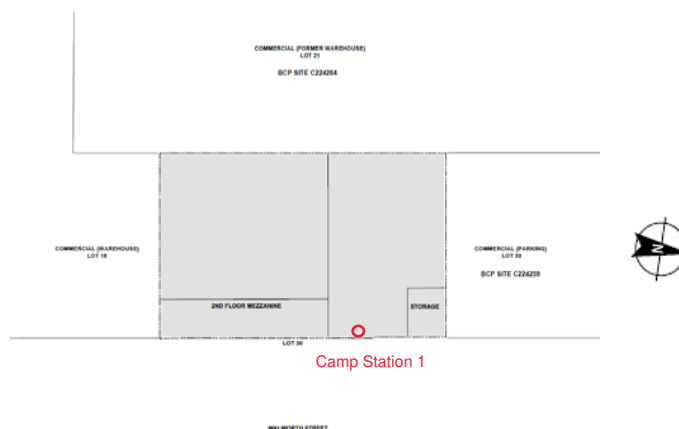 COMMERCIAL (FORMER WAREHOUSE)
LOT 21
BCP SITE C224204
COMMERCIAL (WAREHOUSE)
LOT 18
COMMERCIAL (PARKING)
LOT 39
BCP SITE C224259
N
2ND FLOOR MEZZANINE
STORAGE
LOT 30
Camp Station 1
WALWORTH STREET